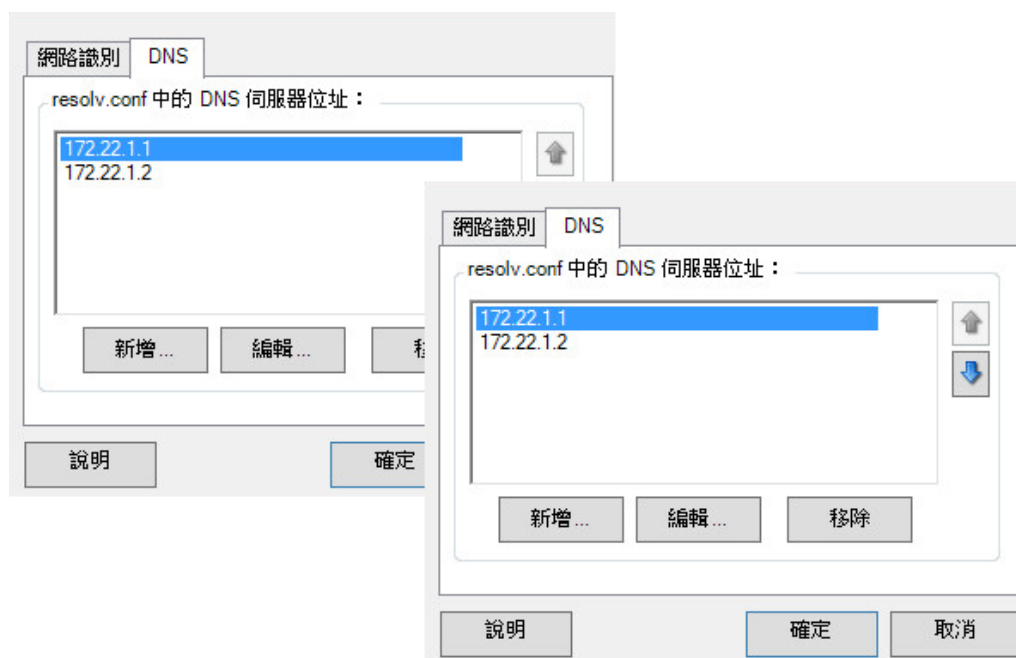 網路識別 DNS
resolv.conf 中的 DNS 伺服器位址：
172.22.1.1
172.22.1.2
新增... 編輯...
說明 確定
網路識別 DNS
resolv.conf 中的 DNS 伺服器位址：
172.22.1.1
172.22.1.2
新增... 編輯... 移除
說明 確定 取消